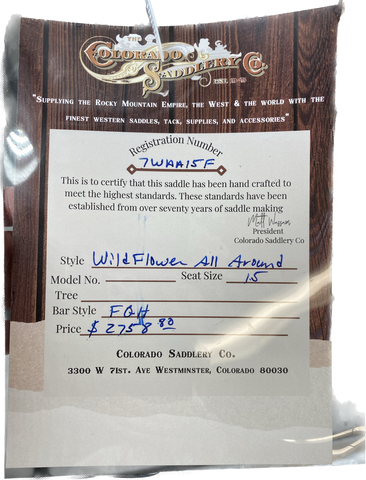 THE
COLORADO
SADDLERY CO.
EST. 1945
"SUPPLYING THE ROCKY MOUNTAIN EMPIRE, THE WEST & THE WORLD WITH THE
FINEST WESTERN SADDLES, TACK, SUPPLIES, AND ACCESSORIES"
Registration Number
7WAA15F
This is to certify that this saddle has been hand crafted to
meet the highest standards. These standards have been
established from over seventy years of saddle making
President
Colorado Saddlery Co
Style WildFlower All Around
Model No. Seat Size 15
Tree
Bar Style FQH
Price $ 2758.80
COLORADO SADDLERY CO.
3300 W 71ST. AVE WESTMINSTER, COLORADO 80030